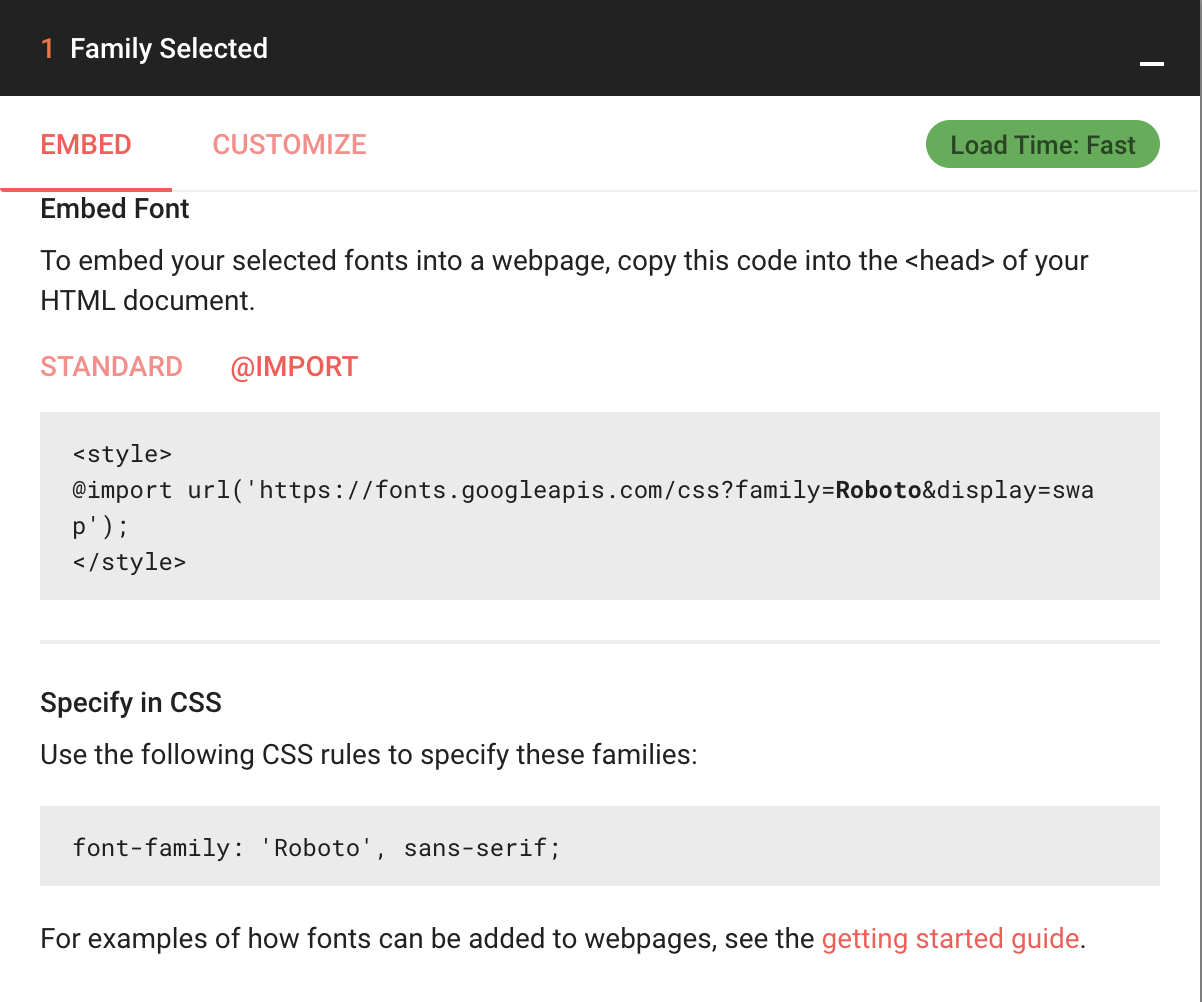 1 Family Selected
EMBED CUSTOMIZE Load Time: Fast
Embed Font
To embed your selected fonts into a webpage, copy this code into the <head> of your
HTML document.
STANDARD @IMPORT
<style>
@import url('https://fonts.googleapis.com/css?family=Roboto&display=swa
p');
</style>
Specify in CSS
Use the following CSS rules to specify these families:
font-family: 'Roboto', sans-serif;
For examples of how fonts can be added to webpages, see the getting started guide.